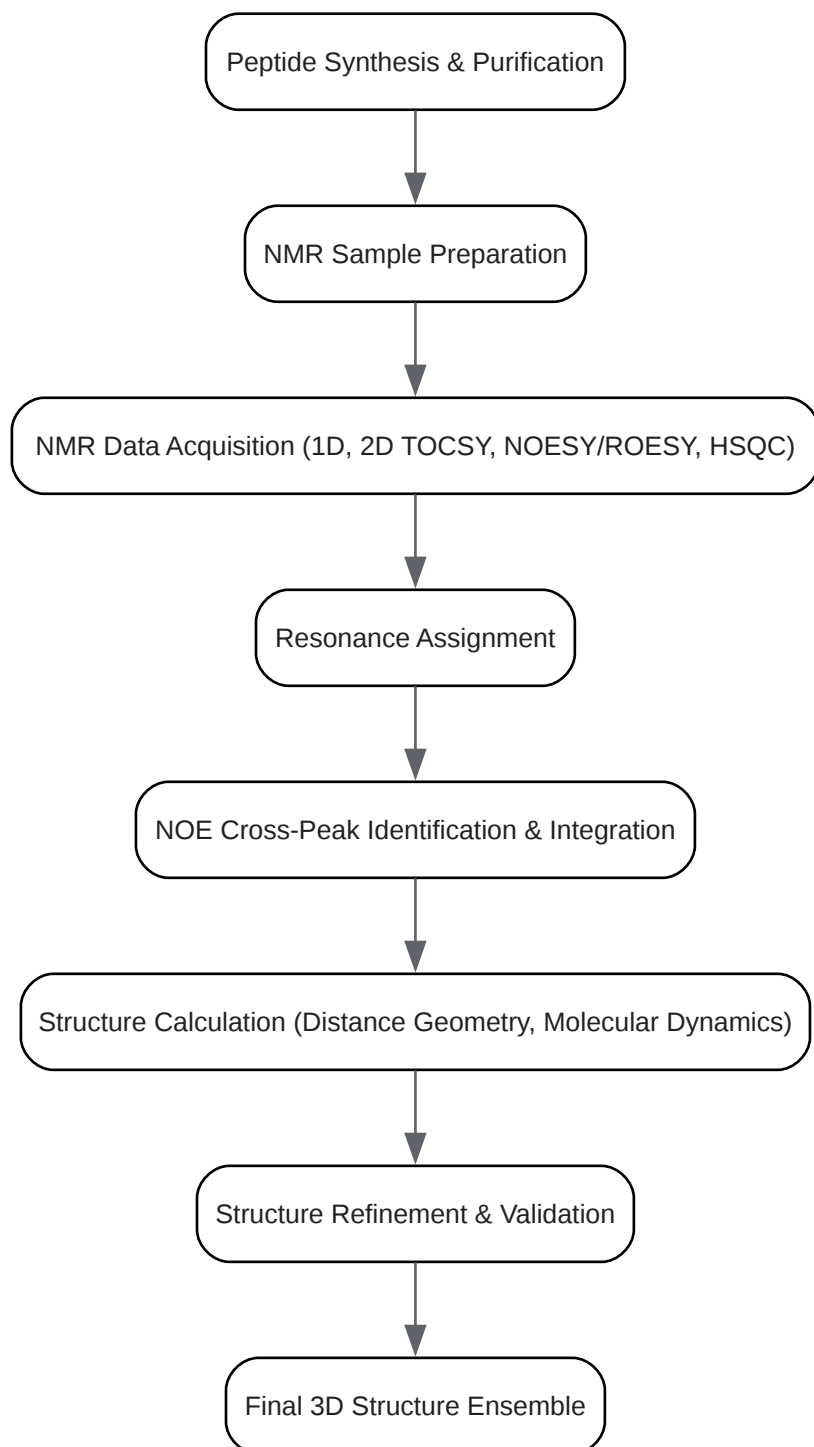 Peptide Synthesis & Purification
NMR Sample Preparation
NMR Data Acquisition (1D, 2D TOCSY, NOESY/ROESY, HSQC)
Resonance Assignment
NOE Cross-Peak Identification & Integration
Structure Calculation (Distance Geometry, Molecular Dynamics)
Structure Refinement & Validation
Final 3D Structure Ensemble